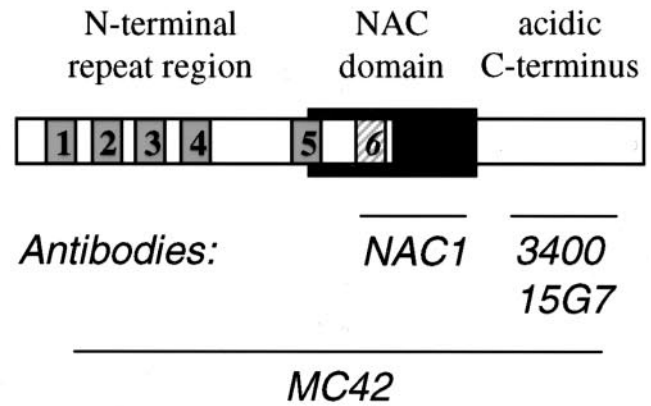 N-terminal
repeat region
NAC
domain
acidic
C-terminus
1 2 3 4 5 6
Antibodies:
NAC1
3400
15G7
MC42